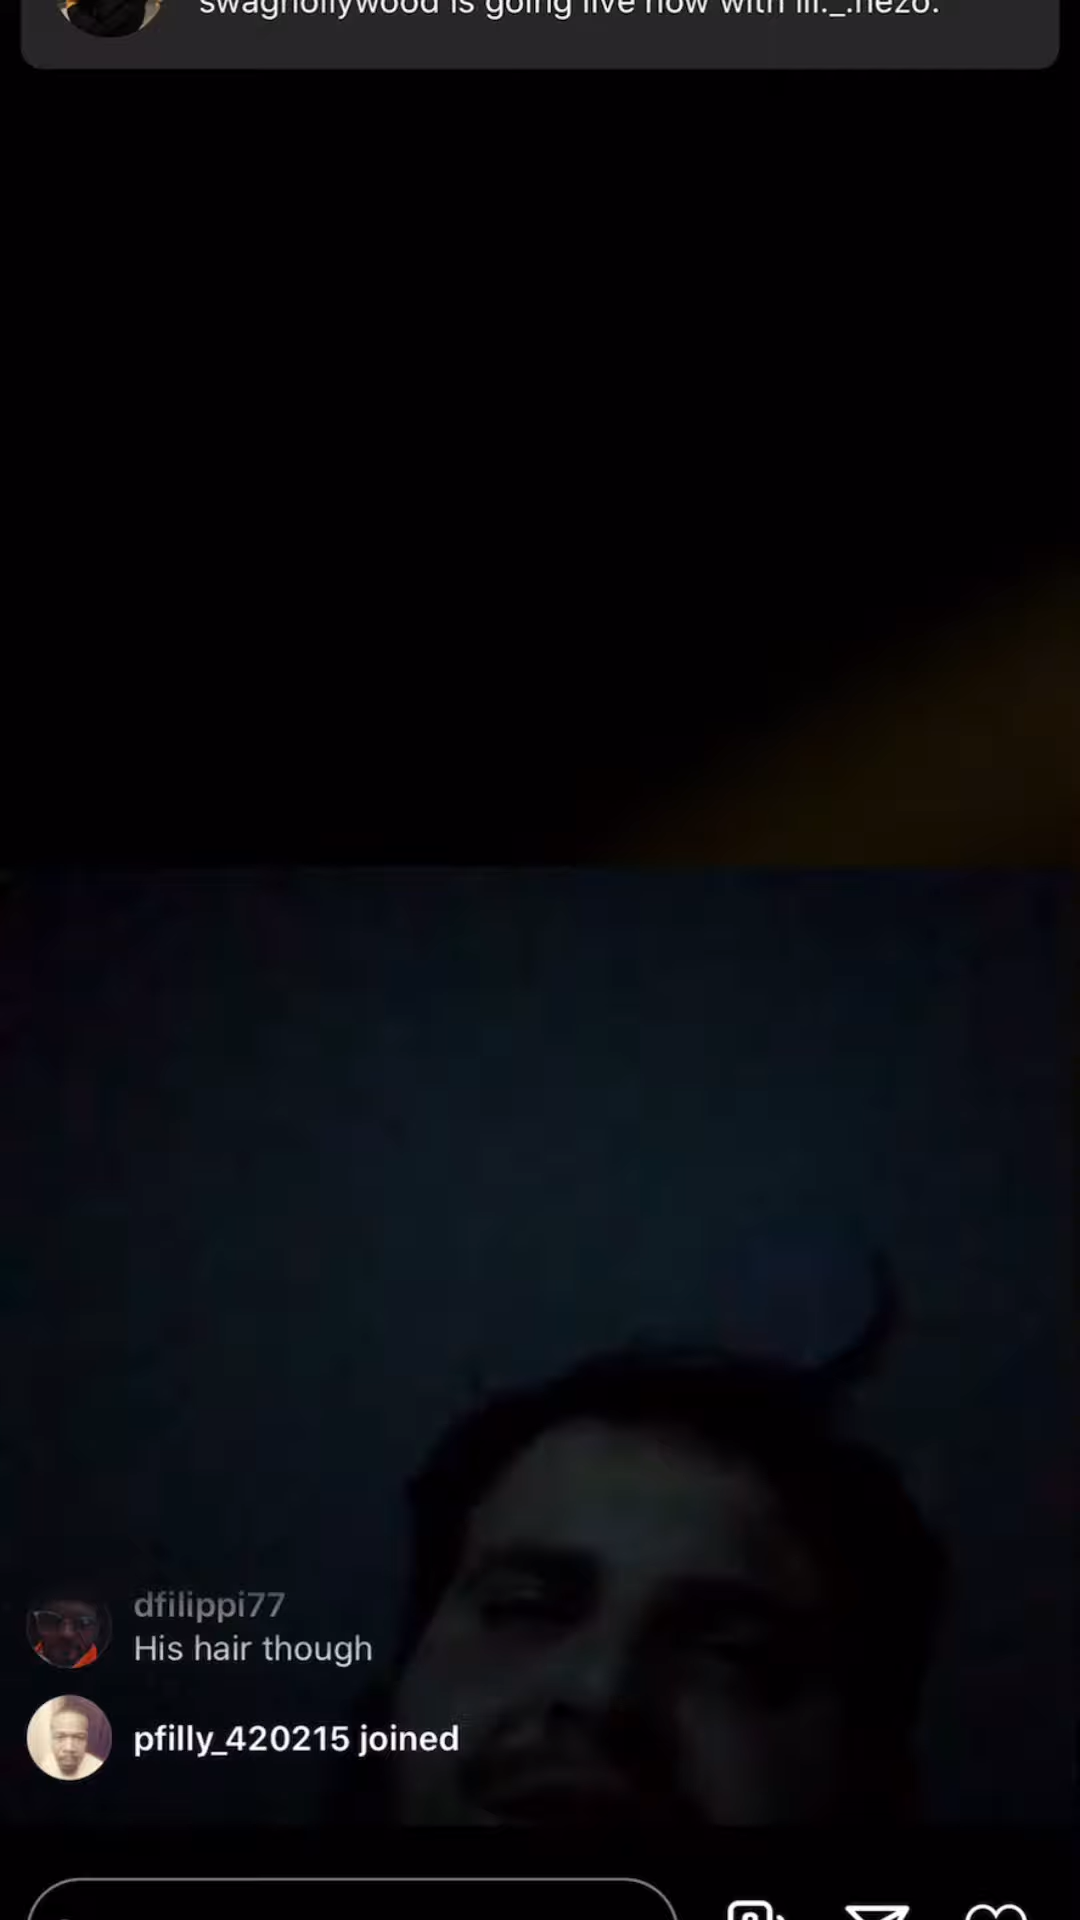 swaghollywood is going live now with lil._.nezo.
dfilippi77
His hair though
pfilly_420215 joined